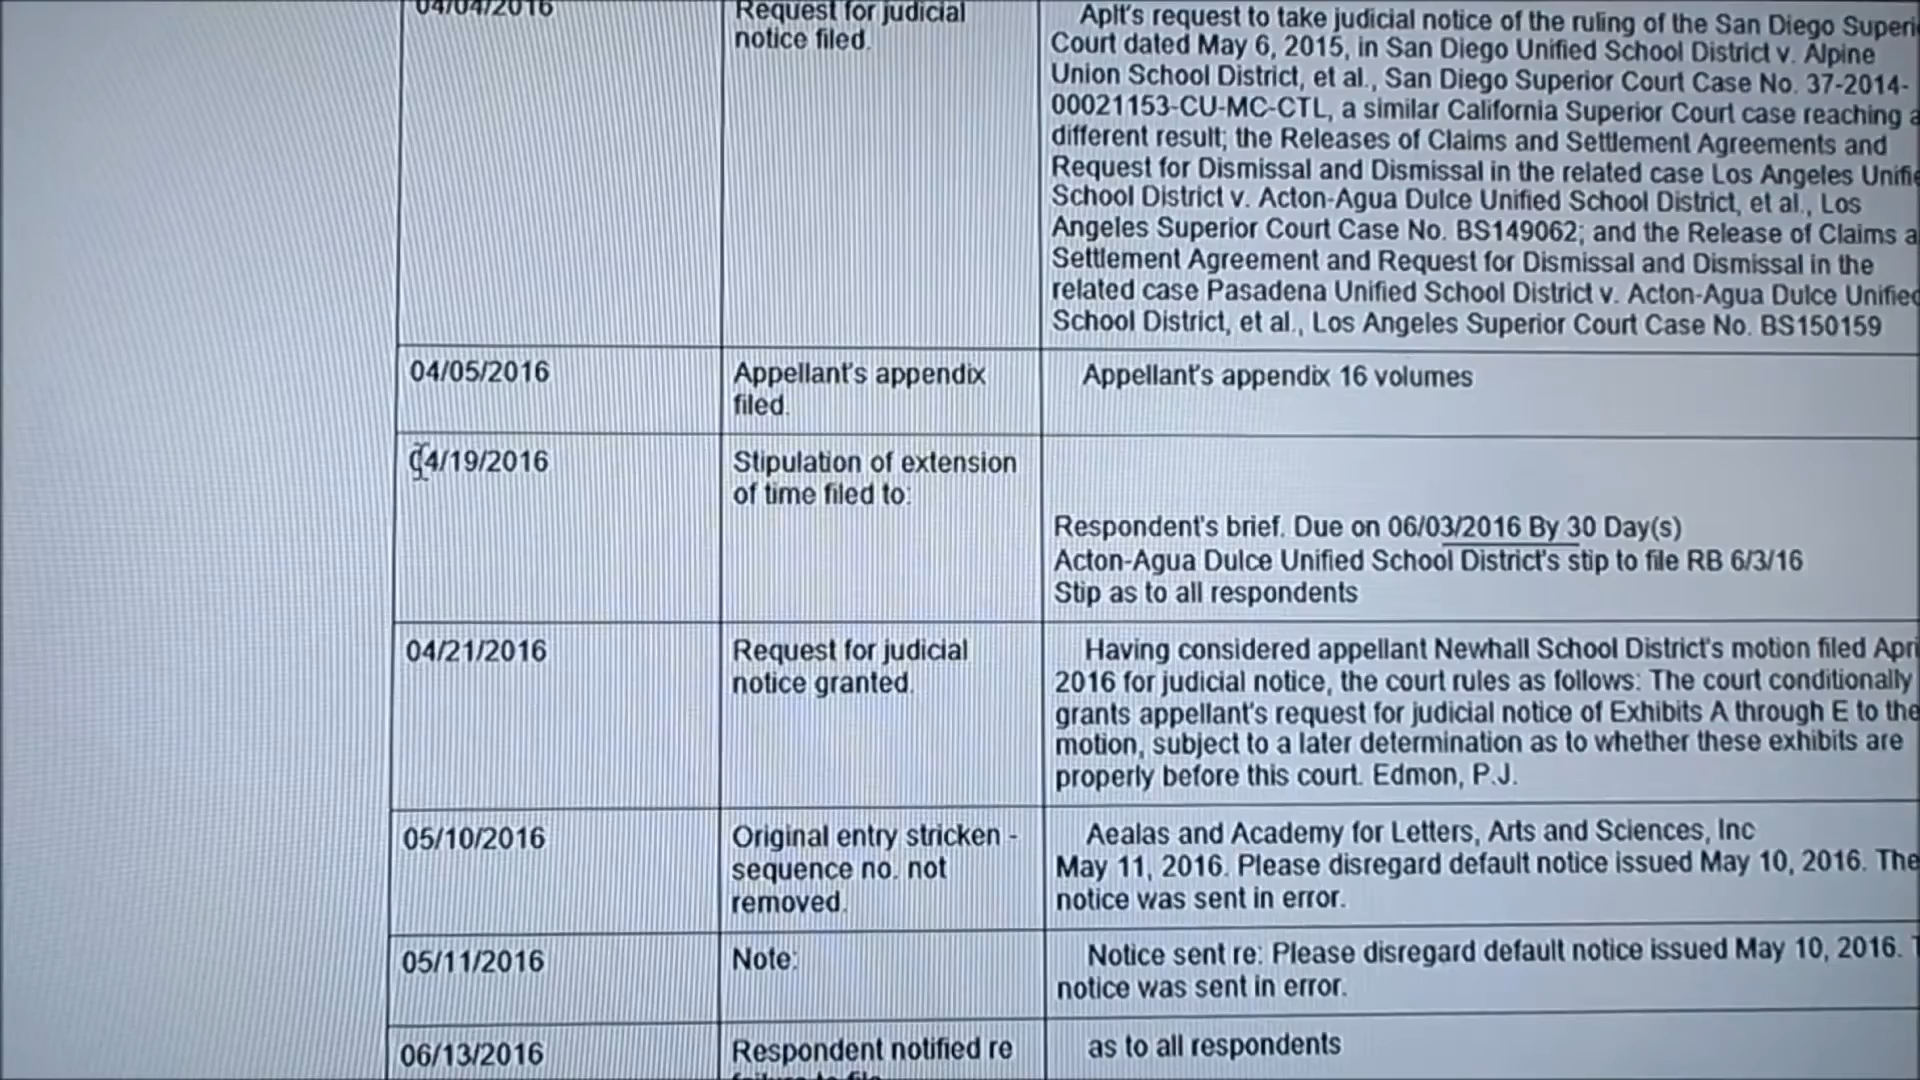 04/04/2016
Request for judicial
notice filed.
Aplt's request to take judicial notice of the ruling of the San Diego
Court dated May 6, 2015, in San Diego Unified School District v. Alpine
Union School District, et al., San Diego Superior Court Case No. 37-2014-
00021153-CU-MC-CTL, a similar California Superior Court case reaching a
different result; the Releases of Claims and Settlement Agreements and
Request for Dismissal and Dismissal in the related case Los Angeles
School District v. Acton-Agua Dulce Unified School District, et al., Los
Angeles Superior Court Case No. BS149062; and the Release of Claims
Settlement Agreement and Request for Dismissal and Dismissal in the
related case Pasadena Unified School District v. Acton-Agua Dulce Unified
School District, et al., Los Angeles Superior Court Case No. BS150159
04/05/2016
Appellant's appendix
filed.
Appellant's appendix 16 volumes
04/19/2016
Stipulation of extension
of time filed to:
Respondent's brief. Due on 06/03/2016 By 30 Day(s)
Acton-Agua Dulce Unified School District's stip to file RB 6/3/16
Stip as to all respondents
04/21/2016
Request for judicial
notice granted.
Having considered appellant Newhall School District's motion filed
2016 for judicial notice, the court rules as follows: The court conditionally
grants appellant's request for judicial notice of Exhibits A through E to the
motion, subject to a later determination as to whether these exhibits are
properly before this court. Edmon, P.J.
05/10/2016
Original entry stricken -
sequence no. not
removed.
Aealas and Academy for Letters, Arts and Sciences, Inc
May 11, 2016. Please disregard default notice issued May 10, 2016. The
notice was sent in error.
05/11/2016
Note:
Notice sent re: Please disregard default notice issued May 10, 2016.
notice was sent in error.
06/13/2016
Respondent notified re
as to all respondents